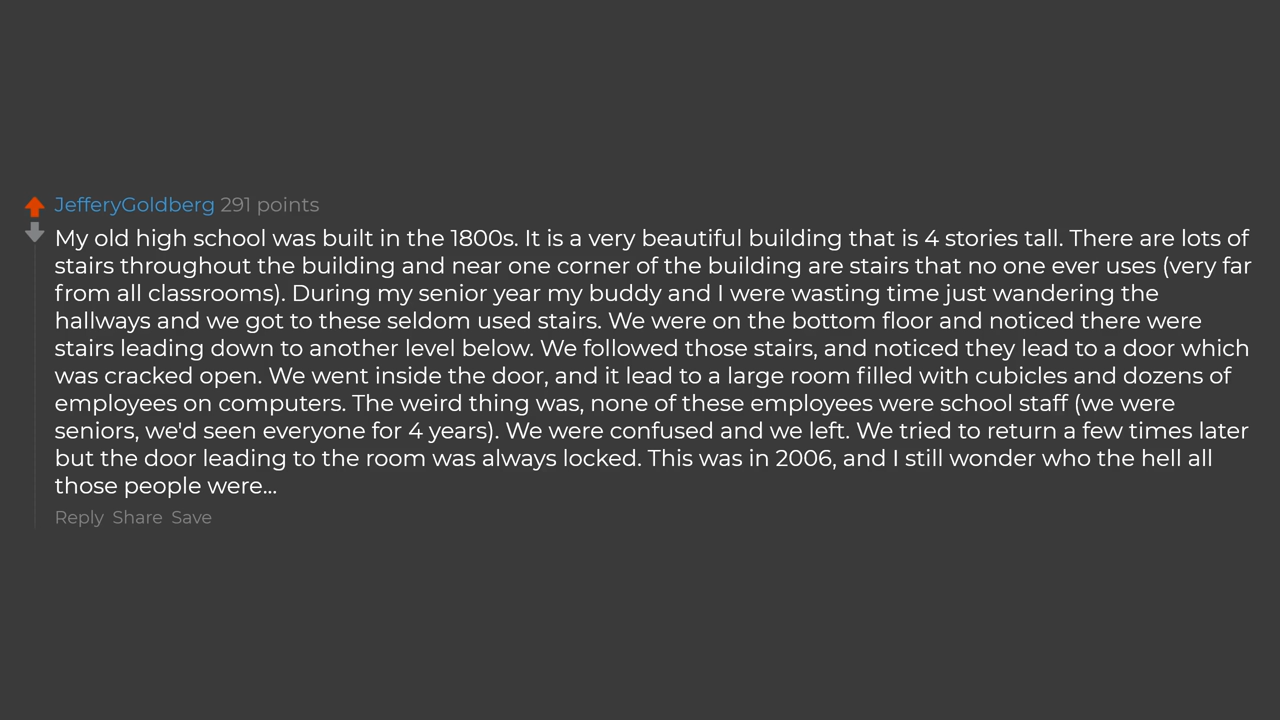 JefferyGoldberg 291 points
My old high school was built in the 1800s. It is a very beautiful building that is 4 stories tall. There are lots of
stairs throughout the building and near one corner of the building are stairs that no one ever uses (very far
from all classrooms). During my senior year my buddy and I were wasting time just wandering the
hallways and we got to these seldom used stairs. We were on the bottom floor and noticed there were
stairs leading down to another level below. We followed those stairs, and noticed they lead to a door which
was cracked open. We went inside the door, and it lead to a large room filled with cubicles and dozens of
employees on computers. The weird thing was, none of these employees were school staff (we were
seniors, we'd seen everyone for 4 years). We were confused and we left. We tried to return a few times later
but the door leading to the room was always locked. This was in 2006, and I still wonder who the hell all
those people were...
Reply Share Save